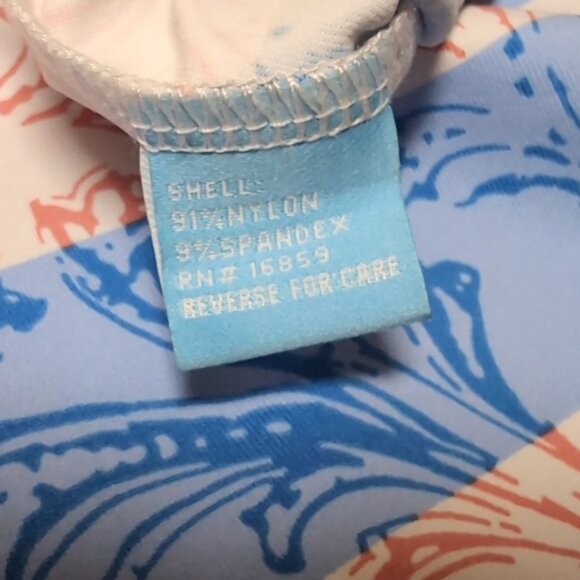 SHELL:
91%NYLON
9%SPANDEX
RN# 16859
REVERSE FOR CARE